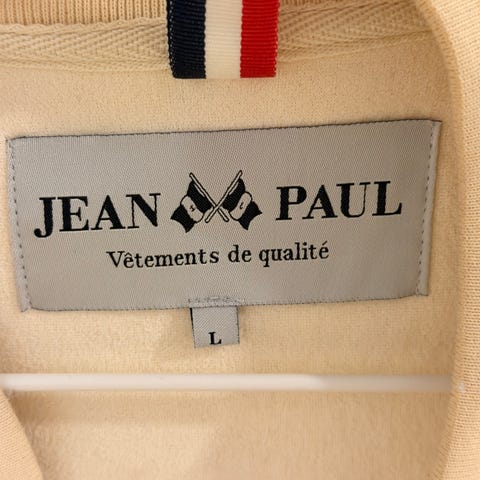 JEAN PAUL
Vêtements de qualité
L